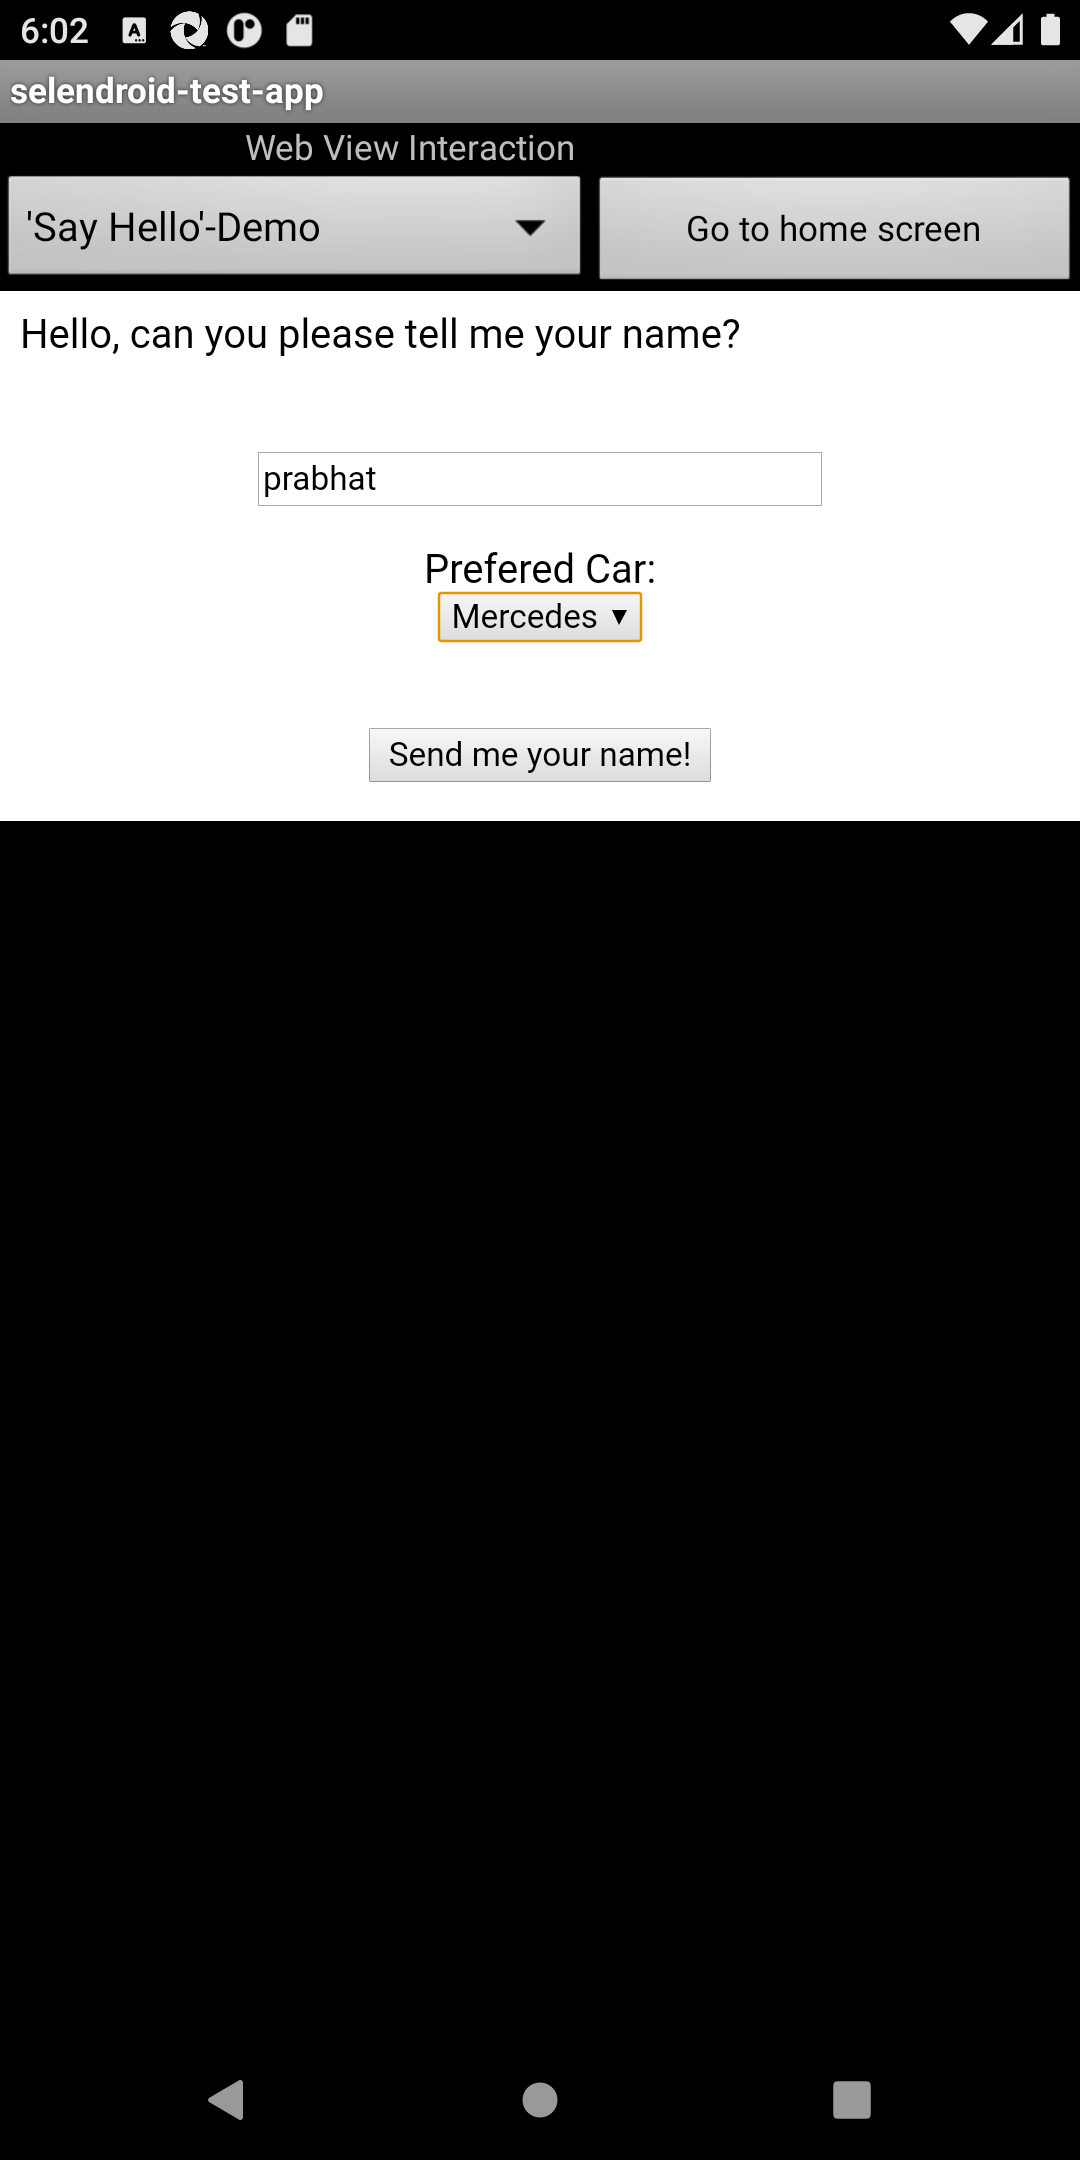 6:02
selendroid-test-app
Web View Interaction
'Say Hello'-Demo
Go to home screen
Hello, can you please tell me your name?
prabhat
Prefered Car:
Mercedes
Send me your name!